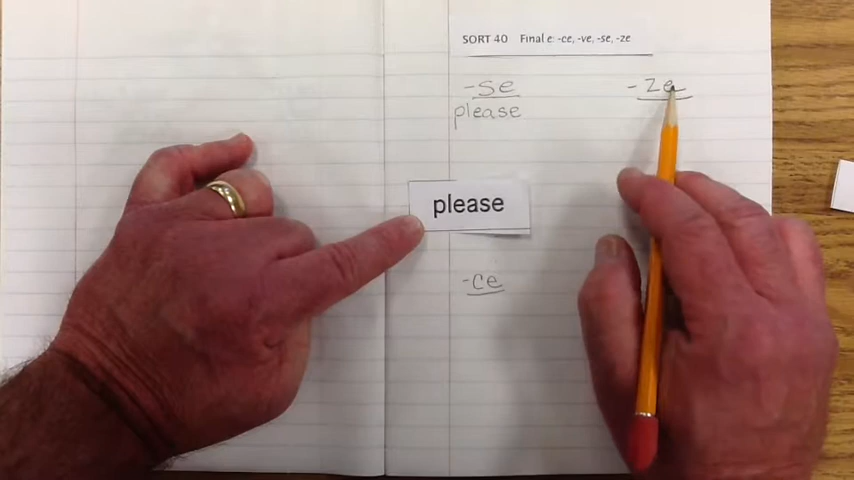 SORT 40 Final e: -ce, -ve, -se, -ze
-se -ze
please
please
-ce